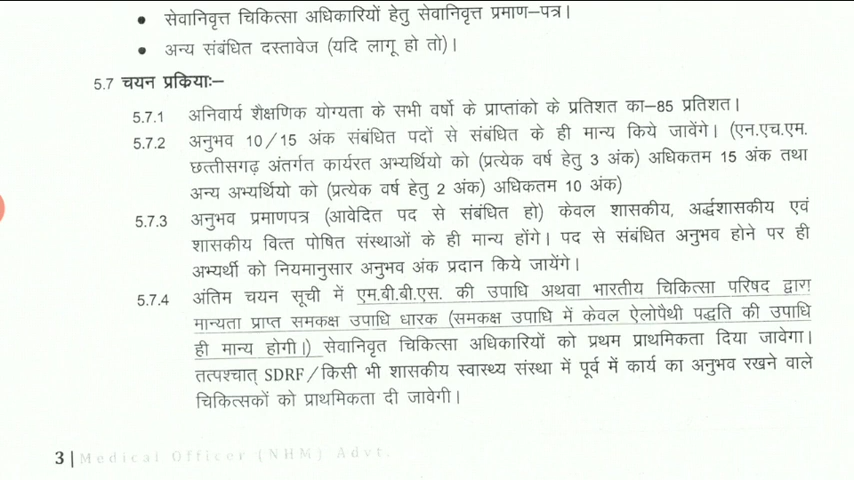 • सेवानिवृत्त चिकित्सा अधिकारियों हेतु सेवानिवृत्त प्रमाण–पत्र।
• अन्य संबंधित दस्तावेज (यदि लागू हो तो)।
5.7 चयन प्रकियाः–
5.7.1 अनिवार्य शैक्षणिक योग्यता के सभी वर्षो के प्राप्तांको के प्रतिशत का–85 प्रतिशत।
5.7.2 अनुभव 10/15 अंक संबंधित पदों से संबंधित के ही मान्य किये जावेंगे। (एन.एच.एम.
छत्तीसगढ़ अंतर्गत कार्यरत अभ्यर्थियो को (प्रत्येक वर्ष हेतु 3 अंक) अधिकतम 15 अंक तथा
अन्य अभ्यर्थियो को (प्रत्येक वर्ष हेतु 2 अंक) अधिकतम 10 अंक)
5.7.3 अनुभव प्रमाणपत्र (आवेदित पद से संबंधित हो) केवल शासकीय, अर्द्धशासकीय एवं
शासकीय वित्त पोषित संस्थाओं के ही मान्य होंगे। पद से संबंधित अनुभव होने पर ही
अभ्यर्थी को नियमानुसार अनुभव अंक प्रदान किये जायेंगे।
5.7.4 अंतिम चयन सूची में एम.बी.बी.एस. की उपाधि अथवा भारतीय चिकित्सा परिषद द्वारा
मान्यता प्राप्त समकक्ष उपाधि धारक (समकक्ष उपाधि में केवल ऐलोपैथी पद्धति की उपाधि
ही मान्य होगी।) सेवानिवृत चिकित्सा अधिकारियों को प्रथम प्राथमिकता दिया जावेगा।
तत्पश्चात् SDRF/किसी भी शासकीय स्वास्थ्य संस्था में पूर्व में कार्य का अनुभव रखने वाले
चिकित्सकों को प्राथमिकता दी जावेगी।
3|Medical Officer (NHM) Advt.